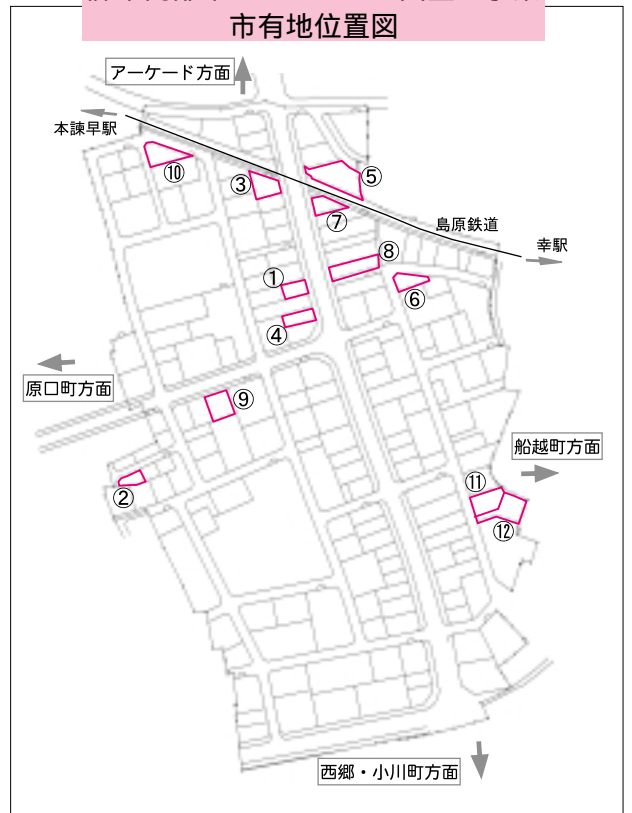 市有地位置図
アーケード方面
本諫早駅
⑩
③
⑤
⑦
島原鉄道
幸駅
⑧
①
⑥
④
原口町方面
⑨
船越町方面
②
⑪
⑫
西郷・小川町方面